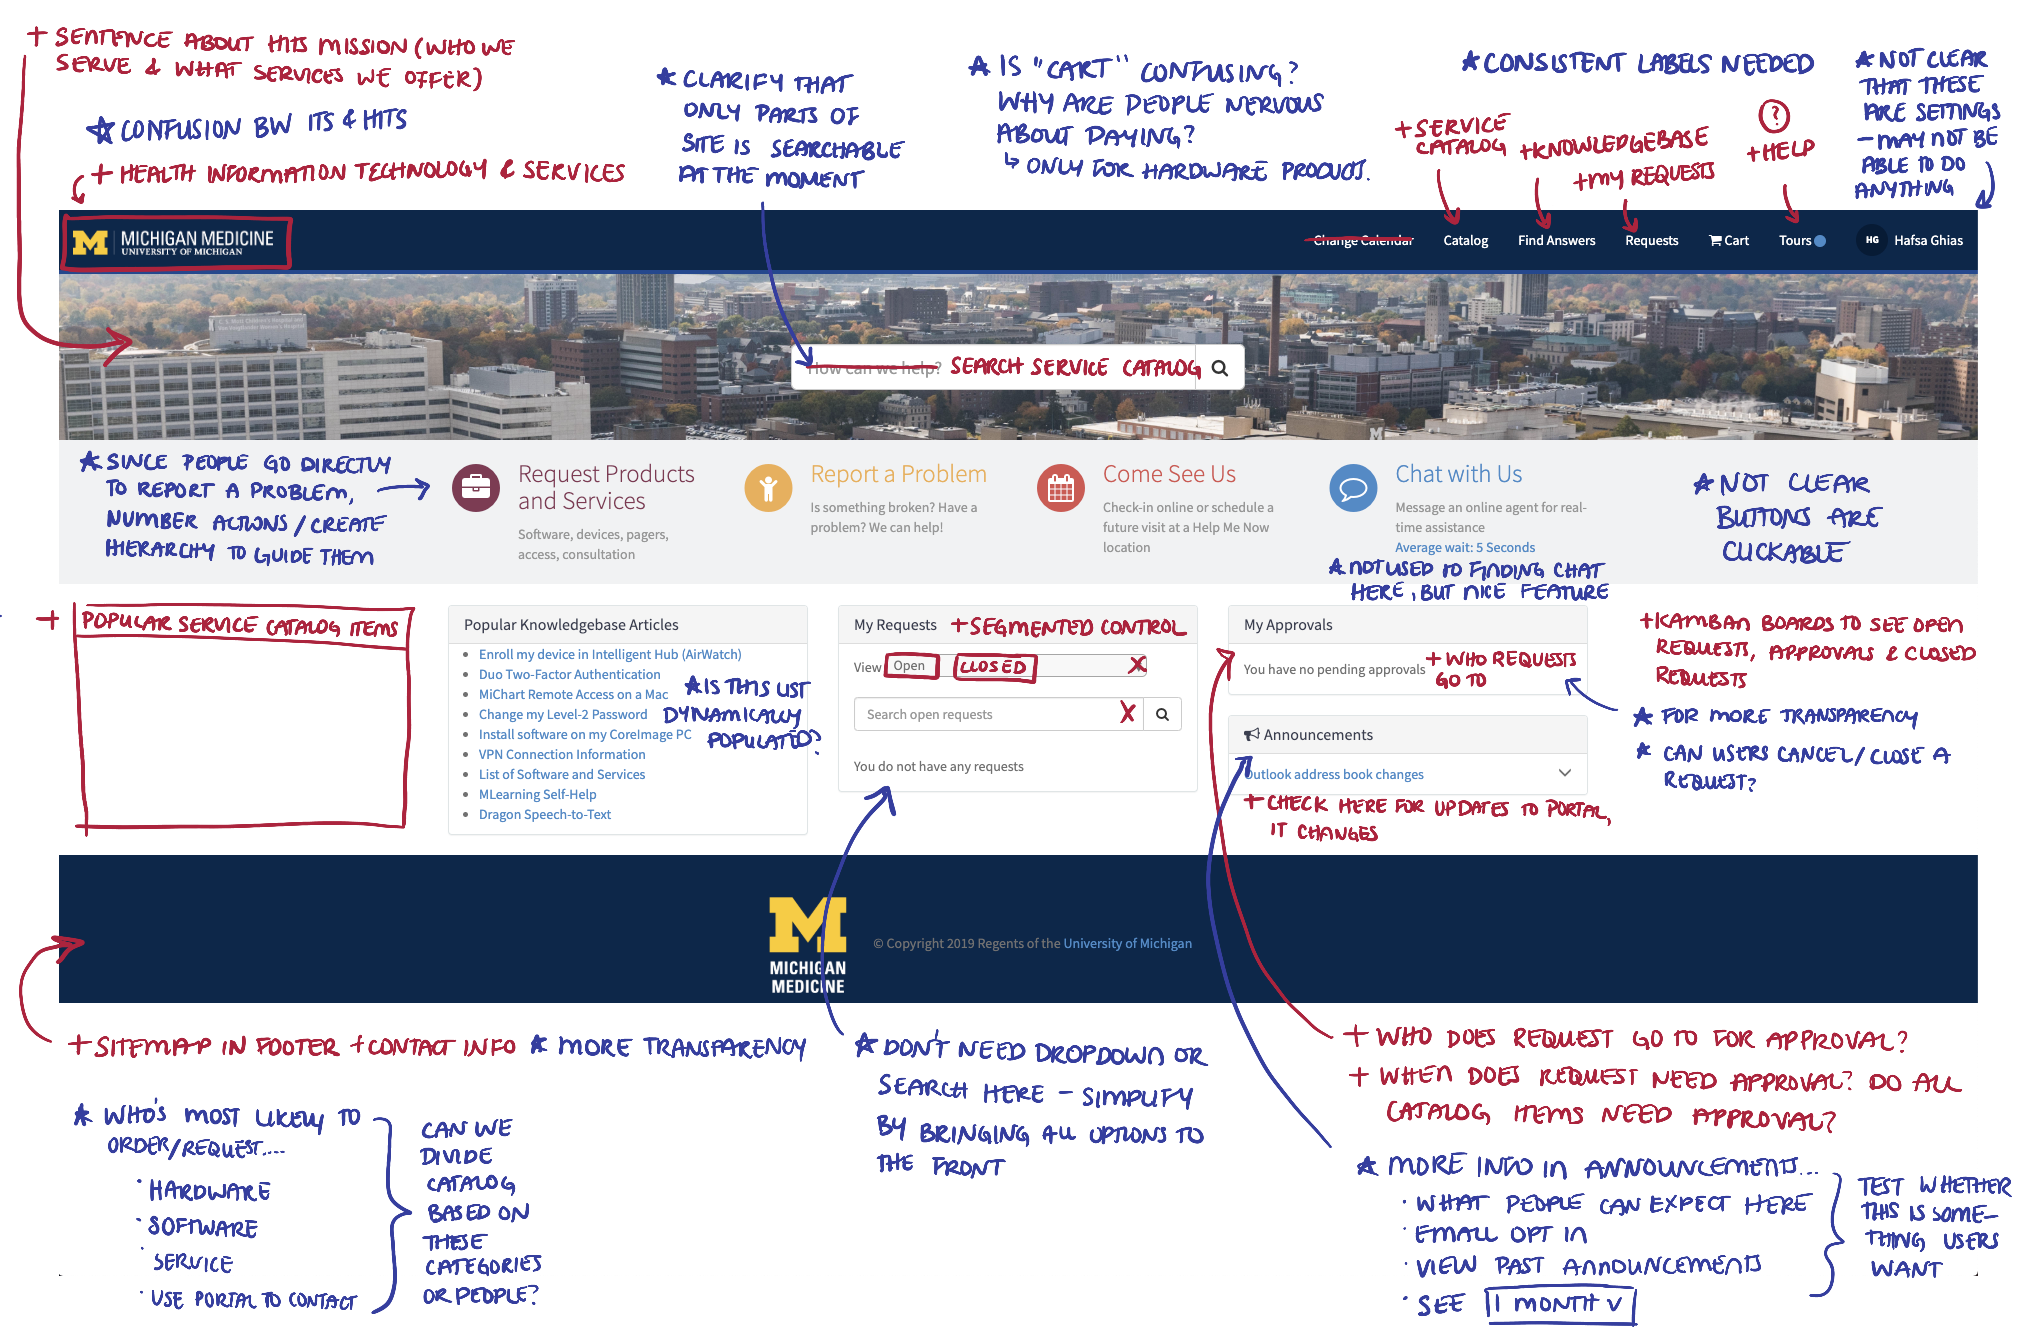 + SENTENCE ABOUT HITS MISSION (WHO WE
SERVE & WHAT SERVICES WE OFFER)
★ CONFUSION BW ITS & HITS
+ HEALTH INFORMATION TECHNOLOGY & SERVICES
★ CLARIFY THAT
ONLY PARTS OF
SITE IS SEARCHABLE
AT THE MOMENT
★ IS "CART" CONFUSING?
WHY ARE PEOPLE NERVOUS
ABOUT PAYING?
↳ ONLY FOR HARDWARE PRODUCTS.
★ CONSISTENT LABELS NEEDED
+ SERVICE
CATALOG
+ KNOWLEDGEBASE
+ MY REQUESTS
?
+ HELP
★ NOT CLEAR
THAT THESE
ARE SETTINGS
- MAY NOT BE
ABLE TO DO
ANYTHING
M MICHIGAN MEDICINE
UNIVERSITY OF MICHIGAN
Change Calendar
Catalog
Find Answers
Requests
Cart
Tours
HG
Hafsa Ghias
How can we help? SEARCH SERVICE CATALOG
★ SINCE PEOPLE GO DIRECTLY
TO REPORT A PROBLEM,
NUMBER ACTIONS / CREATE
HIERARCHY TO GUIDE THEM
Request Products
and Services
Software, devices, pagers,
access, consultation
Report a Problem
Is something broken? Have a
problem? We can help!
Come See Us
Check-in online or schedule a
future visit at a Help Me Now
location
Chat with Us
Message an online agent for real-
time assistance
Average wait: 5 Seconds
★ NOT USED TO FINDING CHAT
HERE, BUT NICE FEATURE
★ NOT CLEAR
BUTTONS ARE
CLICKABLE
+ POPULAR SERVICE CATALOG ITEMS
Popular Knowledgebase Articles
Enroll my device in Intelligent Hub (AirWatch)
Duo Two-Factor Authentication
MiChart Remote Access on a Mac
Change my Level-2 Password
Install software on my CoreImage PC
VPN Connection Information
List of Software and Services
MLearning Self-Help
Dragon Speech-to-Text
★ IS THIS LIST
DYNAMICALLY
POPULATED?
My Requests + SEGMENTED CONTROL
View Open CLOSED X
Search open requests X
You do not have any requests
My Approvals
You have no pending approvals + WHO REQUESTS
GO TO
Announcements
Outlook address book changes
+ CHECK HERE FOR UPDATES TO PORTAL,
IT CHANGES
+ KAMBAN BOARDS TO SEE OPEN
REQUESTS, APPROVALS & CLOSED
REQUESTS
★ FOR MORE TRANSPARENCY
★ CAN USERS CANCEL/CLOSE A
REQUEST?
M
MICHIGAN
MEDICINE
© Copyright 2019 Regents of the University of Michigan
+ SITEMAP IN FOOTER + CONTACT INFO ★ MORE TRANSPARENCY
★ WHO'S MOST LIKELY TO
ORDER/REQUEST....
· HARDWARE
· SOFTWARE
· SERVICE
· USE PORTAL TO CONTACT
CAN WE
DIVIDE
CATALOG
BASED ON
THESE
CATEGORIES
OR PEOPLE?
★ DON'T NEED DROPDOWN OR
SEARCH HERE - SIMPLIFY
BY BRINGING ALL OPTIONS TO
THE FRONT
+ WHO DOES REQUEST GO TO FOR APPROVAL?
+ WHEN DOES REQUEST NEED APPROVAL? DO ALL
CATALOG ITEMS NEED APPROVAL?
★ MORE INFO IN ANNOUNCEMENTS...
· WHAT PEOPLE CAN EXPECT HERE
· EMAIL OPT IN
· VIEW PAST ANNOUNCEMENTS
· SEE 1 MONTH V
TEST WHETHER
THIS IS SOME-
THING USERS
WANT